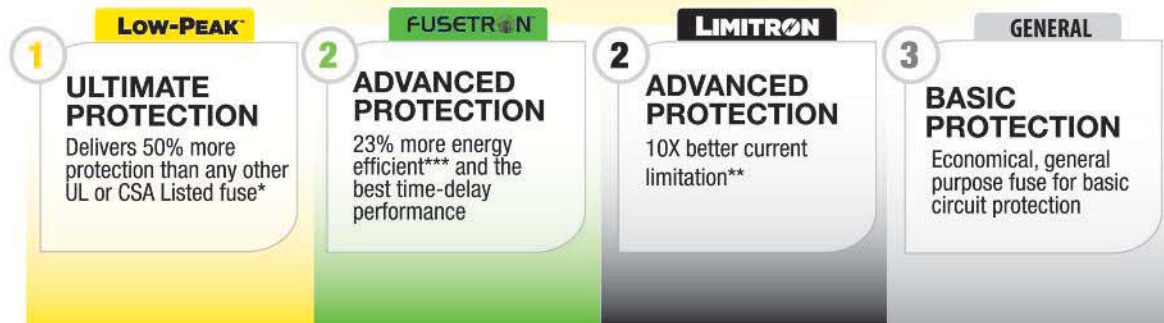 LOW-PEAK™
1
ULTIMATE
PROTECTION
Delivers 50% more
protection than any other
UL or CSA Listed fuse*
FUSETRON™
2
ADVANCED
PROTECTION
23% more energy
efficient*** and the
best time-delay
performance
LIMITRON
2
ADVANCED
PROTECTION
10X better current
limitation**
GENERAL
3
BASIC
PROTECTION
Economical, general
purpose fuse for basic
circuit protection